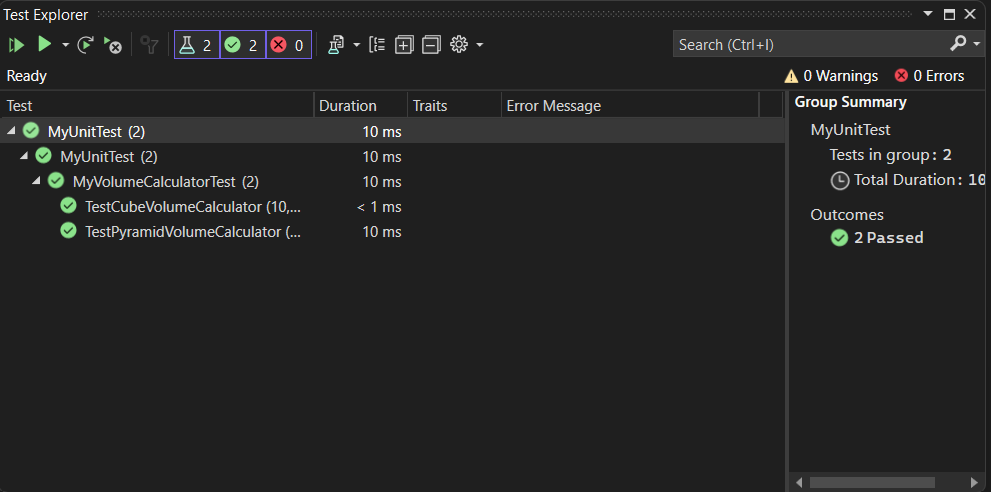 Test Explorer
2 2 0
Search (Ctrl+I)
Ready
0 Warnings 0 Errors
Test Duration Traits Error Message
MyUnitTest (2) 10 ms
MyUnitTest (2) 10 ms
MyVolumeCalculatorTest (2) 10 ms
TestCubeVolumeCalculator (10,... < 1 ms
TestPyramidVolumeCalculator (... 10 ms
Group Summary
MyUnitTest
Tests in group: 2
Total Duration: 10
Outcomes
2 Passed